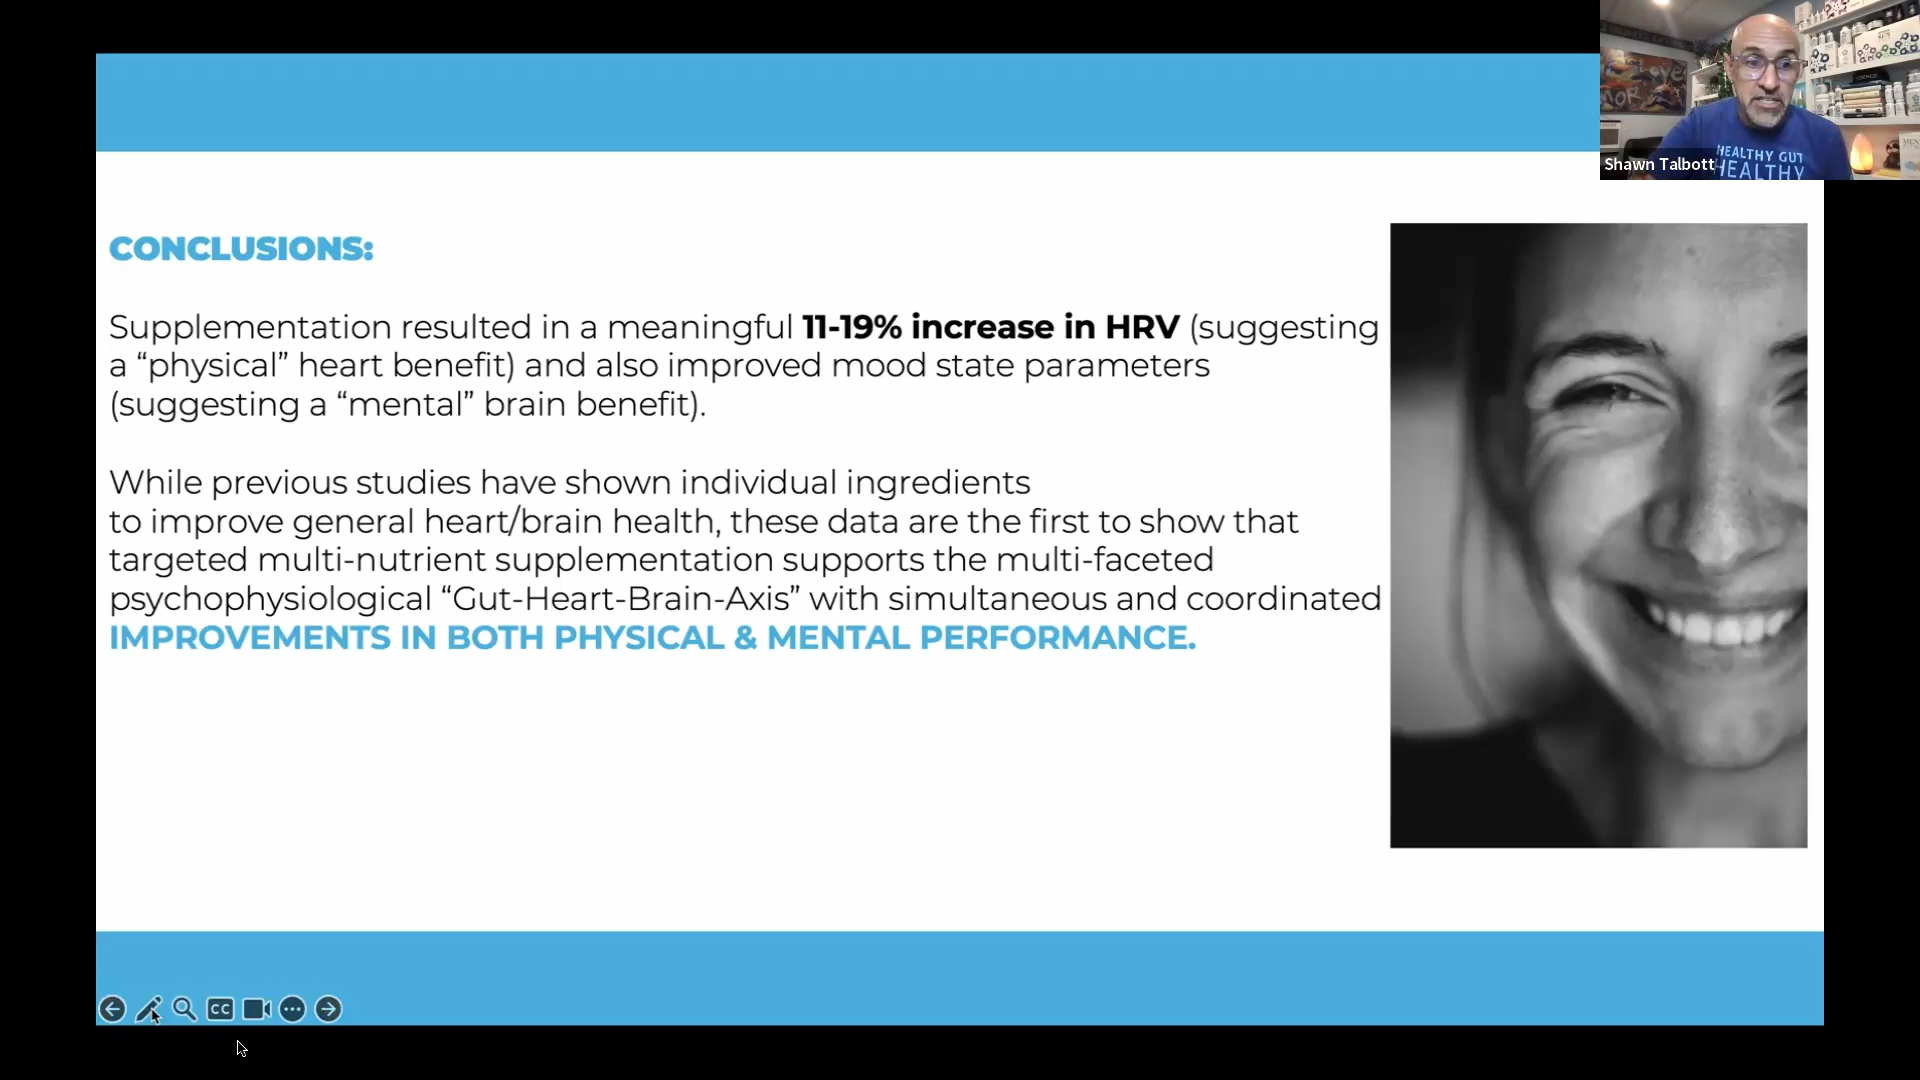 CONCLUSIONS:
Supplementation resulted in a meaningful 11-19% increase in HRV (suggesting
a “physical” heart benefit) and also improved mood state parameters
(suggesting a “mental” brain benefit).
While previous studies have shown individual ingredients
to improve general heart/brain health, these data are the first to show that
targeted multi-nutrient supplementation supports the multi-faceted
psychophysiological “Gut-Heart-Brain-Axis” with simultaneous and coordinated
IMPROVEMENTS IN BOTH PHYSICAL & MENTAL PERFORMANCE.
Shawn Talbott
HEALTHY GUT
HEALTHY
CC